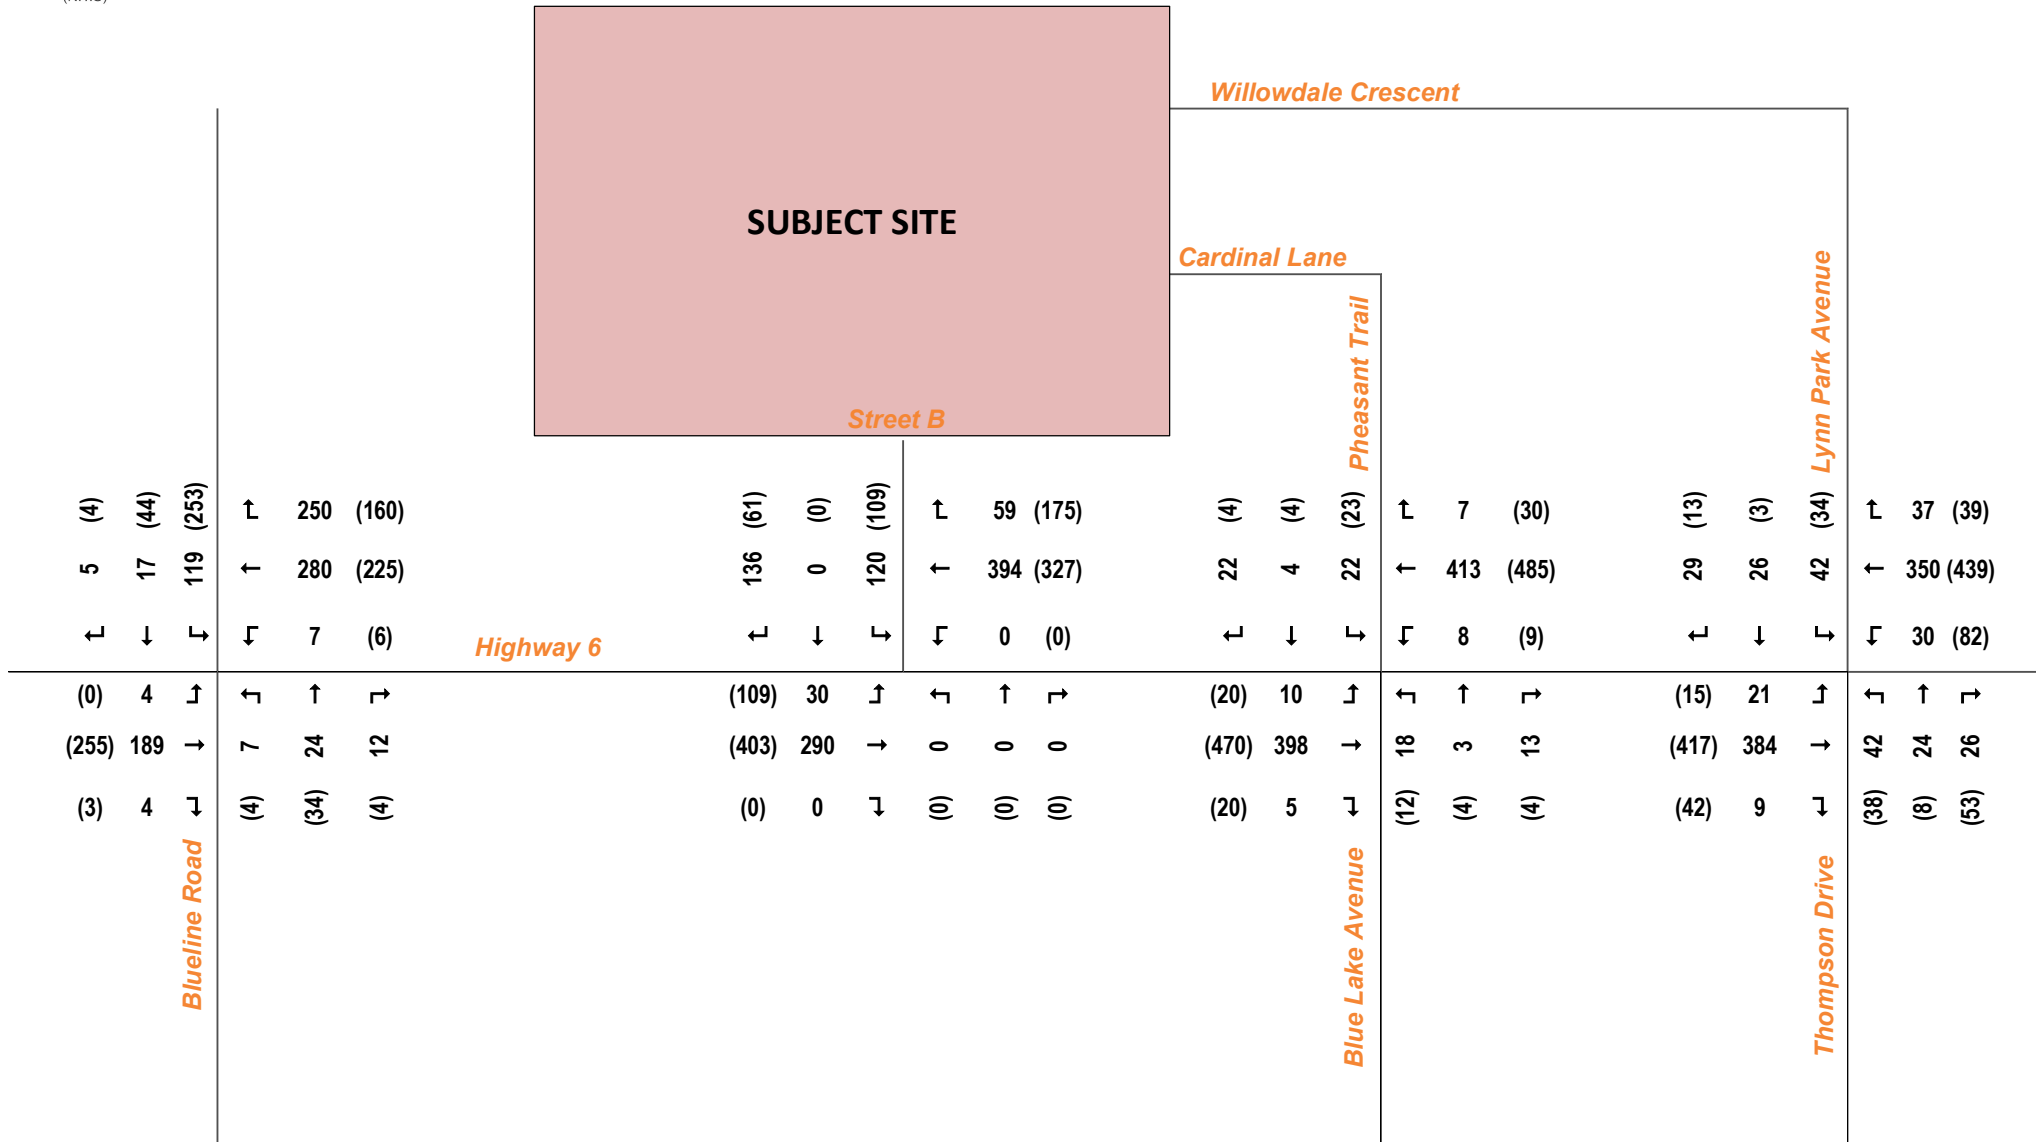 Willowdale Crescent
SUBJECT SITE
Cardinal Lane
Lynn Park Avenue
Pheasant Trail
Street B
(4) (44) (253) 250 (160) (61) (0) (109) 59 (175) (4) (4) (23) 7 (30) (13) (3) (34) 37 (39)
5 17 119 280 (225) 136 0 120 394 (327) 22 4 22 413 (485) 29 26 42 350 (439)
7 (6) 0 (0) 8 (9) 30 (82)
Highway 6
(0) 4 (109) 30 (20) 10 (15) 21
(255) 189 7 24 12 (403) 290 0 0 0 (470) 398 18 3 13 (417) 384 42 24 26
(3) 4 (4) (34) (4) (0) 0 (0) (0) (0) (20) 5 (12) (4) (4) (42) 9 (38) (8) (53)
Blueline Road
Blue Lake Avenue
Thompson Drive